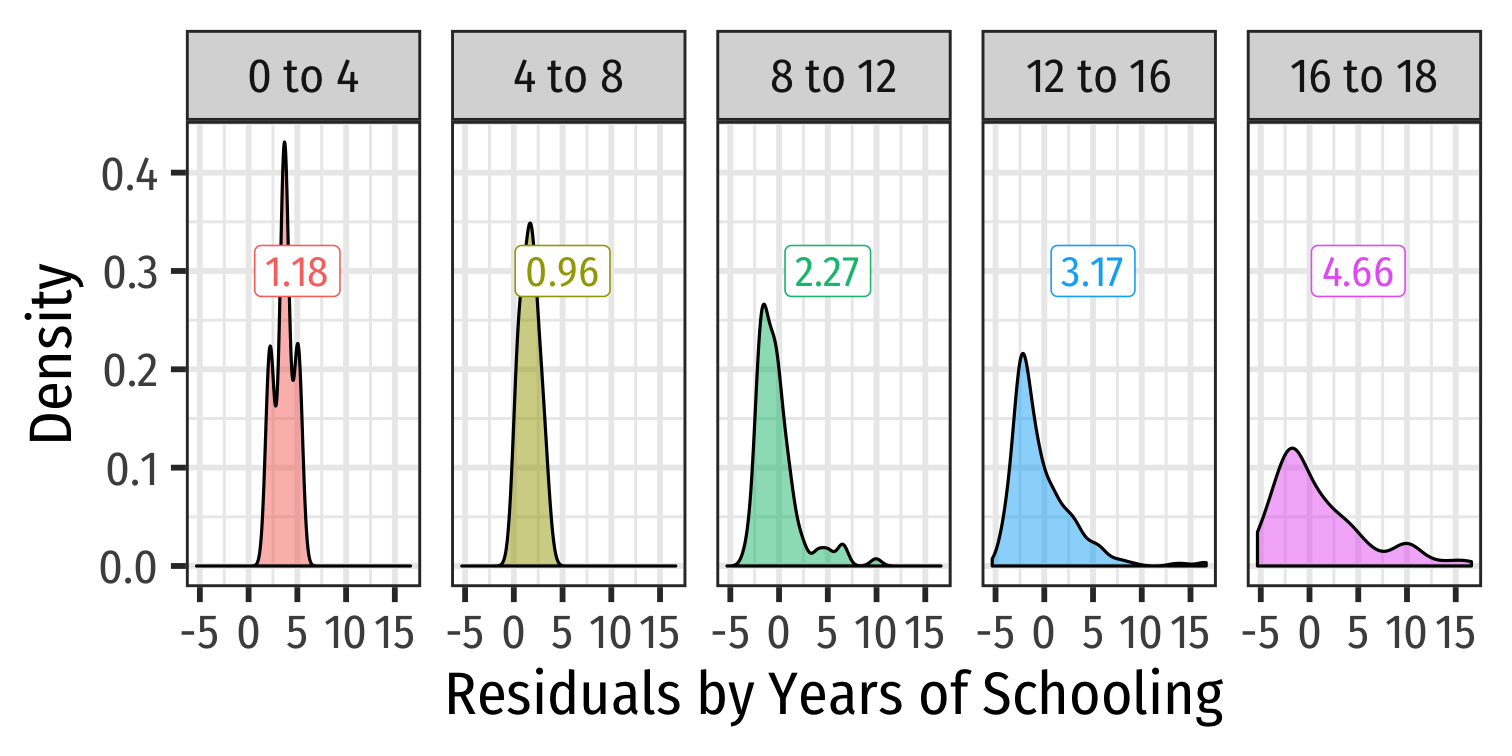 0 to 4 4 to 8 8 to 12 12 to 16 16 to 18
0.4
0.3 1.18 0.96 2.27 3.17 4.66
0.2
0.1
0.0
Density
-5 0 5 10 15 -5 0 5 10 15 -5 0 5 10 15 -5 0 5 10 15 -5 0 5 10 15
Residuals by Years of Schooling